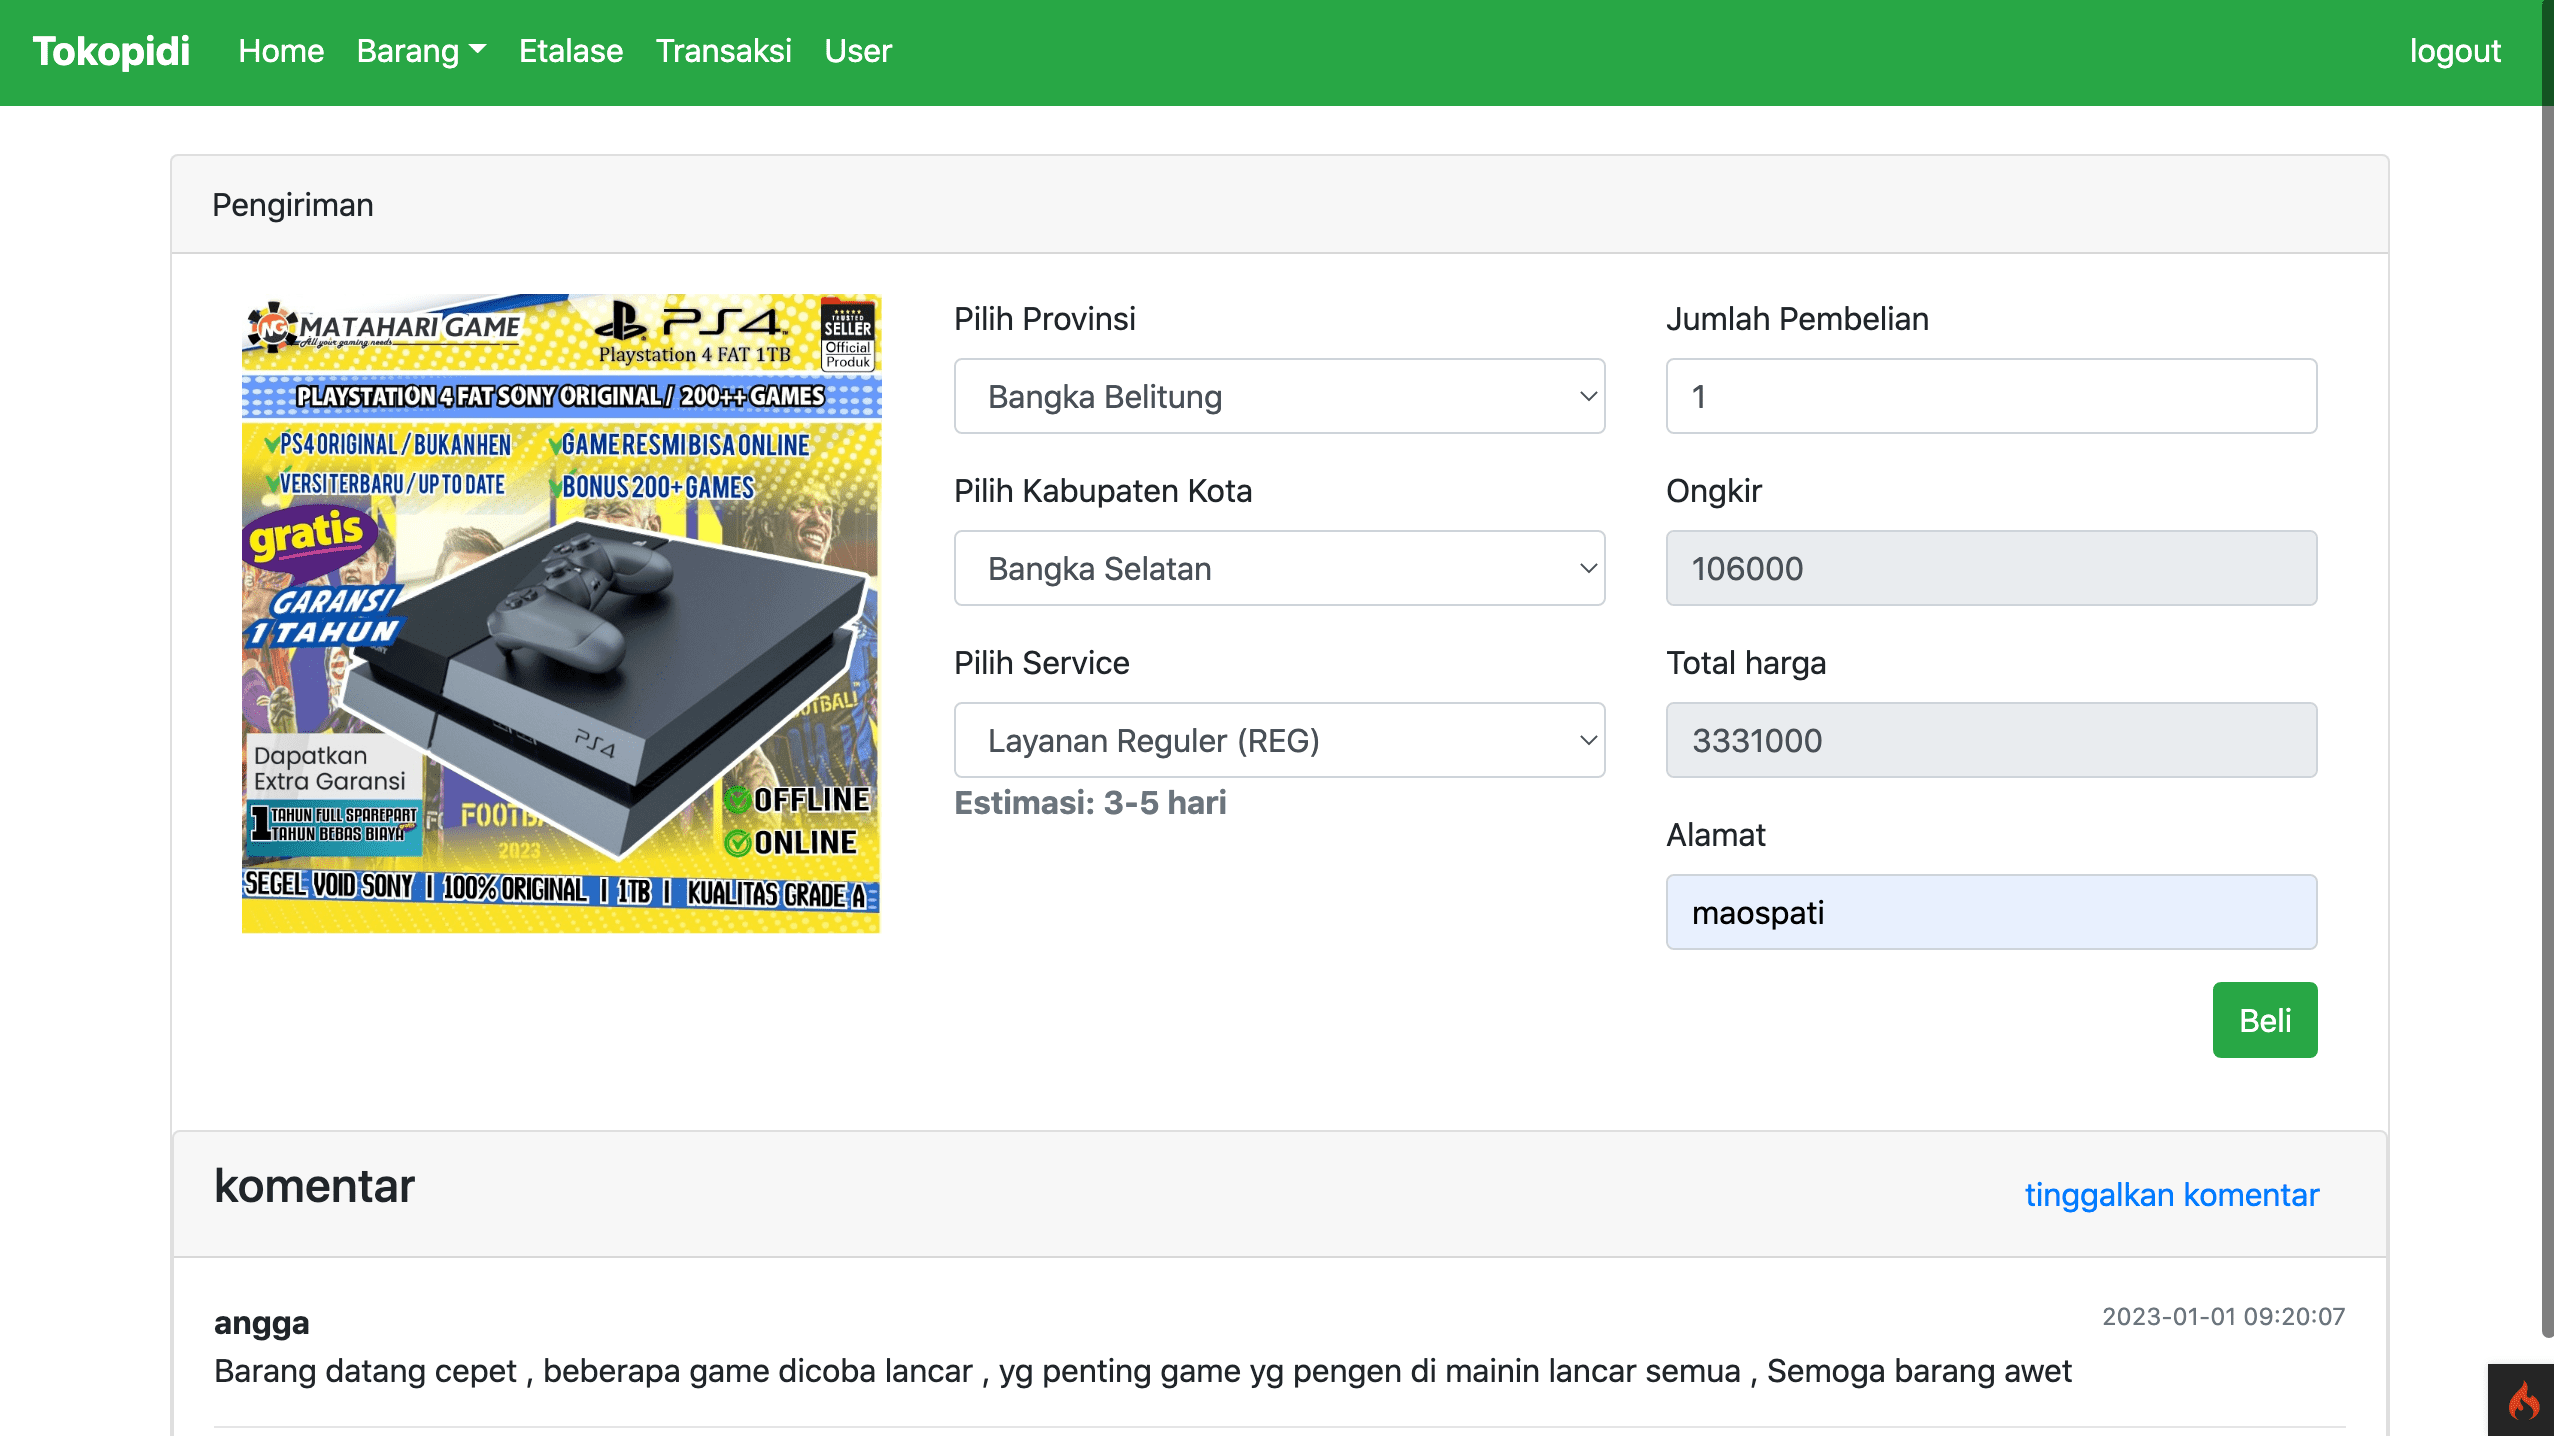 Tokopidi Home Barang Etalase Transaksi User logout
Pengiriman
MATAHARI GAME
All your gaming needs
PS4
Playstation 4 FAT 1TB
TRUSTED
SELLER
Official
Produk
PLAYSTATION 4 FAT SONY ORIGINAL / 200++ GAMES
PS4 ORIGINAL / BUKAN HEN
GAME RESMI BISA ONLINE
VERSI TERBARU / UP TO DATE
BONUS 200+ GAMES
gratis
GARANSI
1 TAHUN
PS4
Dapatkan
Extra Garansi
1 TAHUN FULL SPAREPART
TAHUN BEBAS BIAYA
2023
OFFLINE
ONLINE
SEGEL VOID SONY | 100% ORIGINAL | 1TB | KUALITAS GRADE A
Pilih Provinsi
Bangka Belitung
Pilih Kabupaten Kota
Bangka Selatan
Pilih Service
Layanan Reguler (REG)
Estimasi: 3-5 hari
Jumlah Pembelian
1
Ongkir
106000
Total harga
3331000
Alamat
maospati
Beli
komentar
tinggalkan komentar
angga
2023-01-01 09:20:07
Barang datang cepet , beberapa game dicoba lancar , yg penting game yg pengen di mainin lancar semua , Semoga barang awet